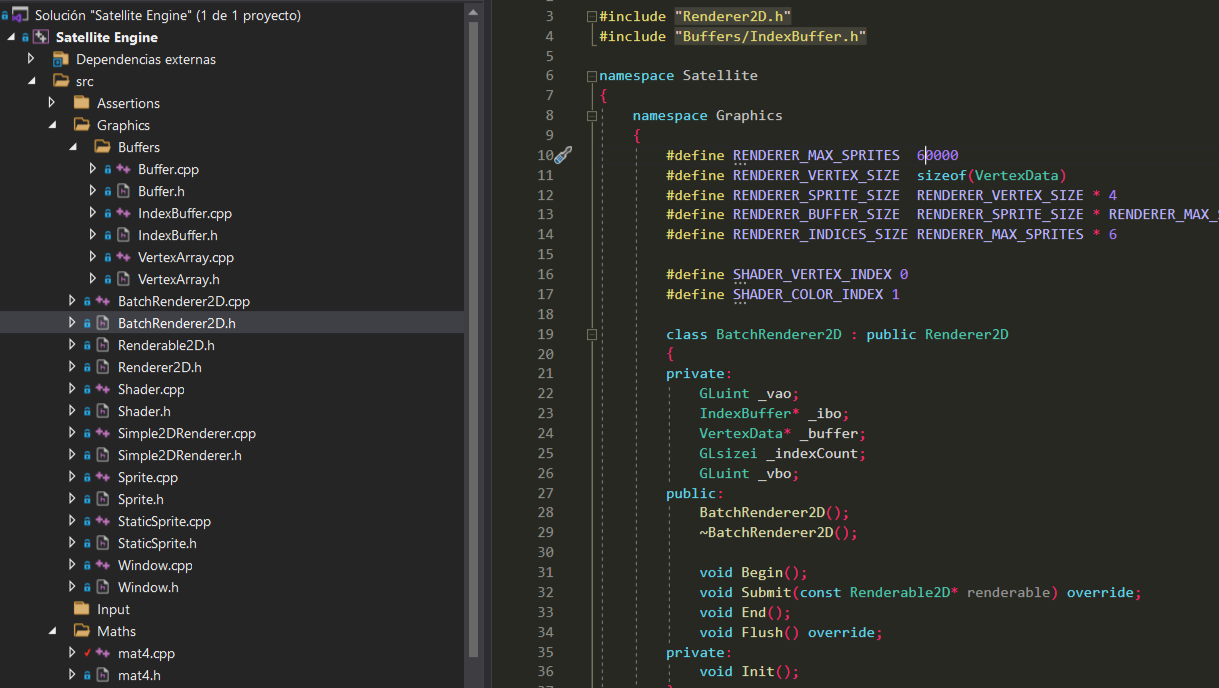 Solución "Satellite Engine" (1 de 1 proyecto)
Satellite Engine
Dependencias externas
src
Assertions
Graphics
Buffers
Buffer.cpp
Buffer.h
IndexBuffer.cpp
IndexBuffer.h
VertexArray.cpp
VertexArray.h
BatchRenderer2D.cpp
BatchRenderer2D.h
Renderable2D.h
Renderer2D.h
Shader.cpp
Shader.h
Simple2DRenderer.cpp
Simple2DRenderer.h
Sprite.cpp
Sprite.h
StaticSprite.cpp
StaticSprite.h
Window.cpp
Window.h
Input
Maths
mat4.cpp
mat4.h
3 #include "Renderer2D.h"
4 #include "Buffers/IndexBuffer.h"
5
6 namespace Satellite
7 {
8 namespace Graphics
9 {
10 #define RENDERER_MAX_SPRITES 60000
11 #define RENDERER_VERTEX_SIZE sizeof(VertexData)
12 #define RENDERER_SPRITE_SIZE RENDERER_VERTEX_SIZE * 4
13 #define RENDERER_BUFFER_SIZE RENDERER_SPRITE_SIZE * RENDERER_MAX_
14 #define RENDERER_INDICES_SIZE RENDERER_MAX_SPRITES * 6
15
16 #define SHADER_VERTEX_INDEX 0
17 #define SHADER_COLOR_INDEX 1
18
19 class BatchRenderer2D : public Renderer2D
20 {
21 private:
22 GLuint _vao;
23 IndexBuffer* _ibo;
24 VertexData* _buffer;
25 GLsizei _indexCount;
26 GLuint _vbo;
27 public:
28 BatchRenderer2D();
29 ~BatchRenderer2D();
30
31 void Begin();
32 void Submit(const Renderable2D* renderable) override;
33 void End();
34 void Flush() override;
35 private:
36 void Init();